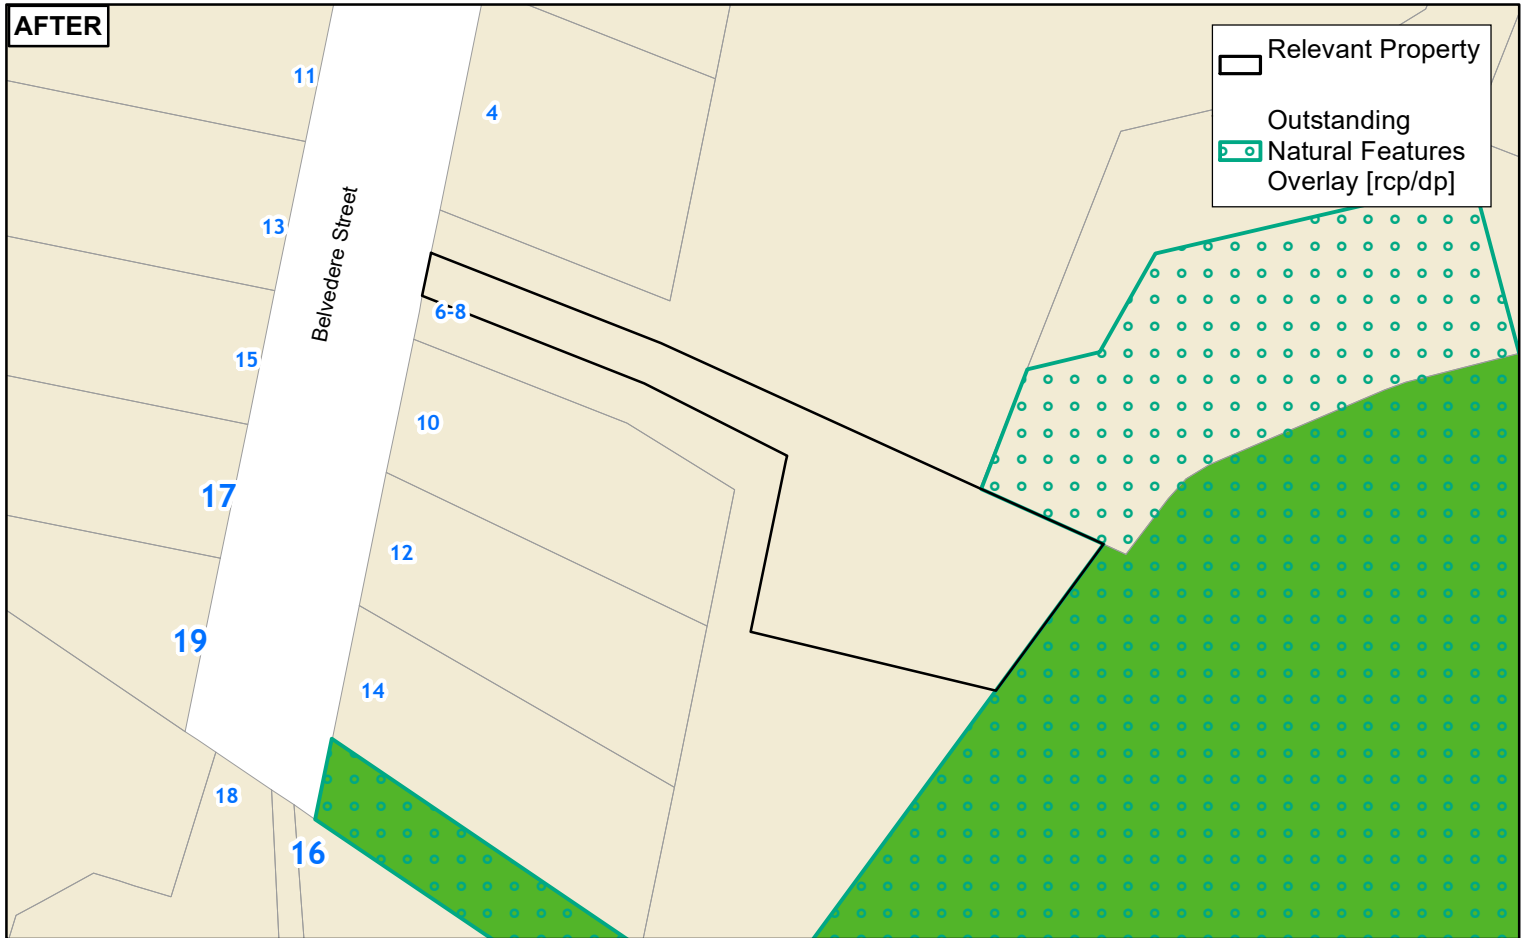 AFTER
Relevant Property
Outstanding
Natural Features
Overlay [rcp/dp]
11
4
13
Belvedere Street
6-8
15
10
17
12
19
14
18
16